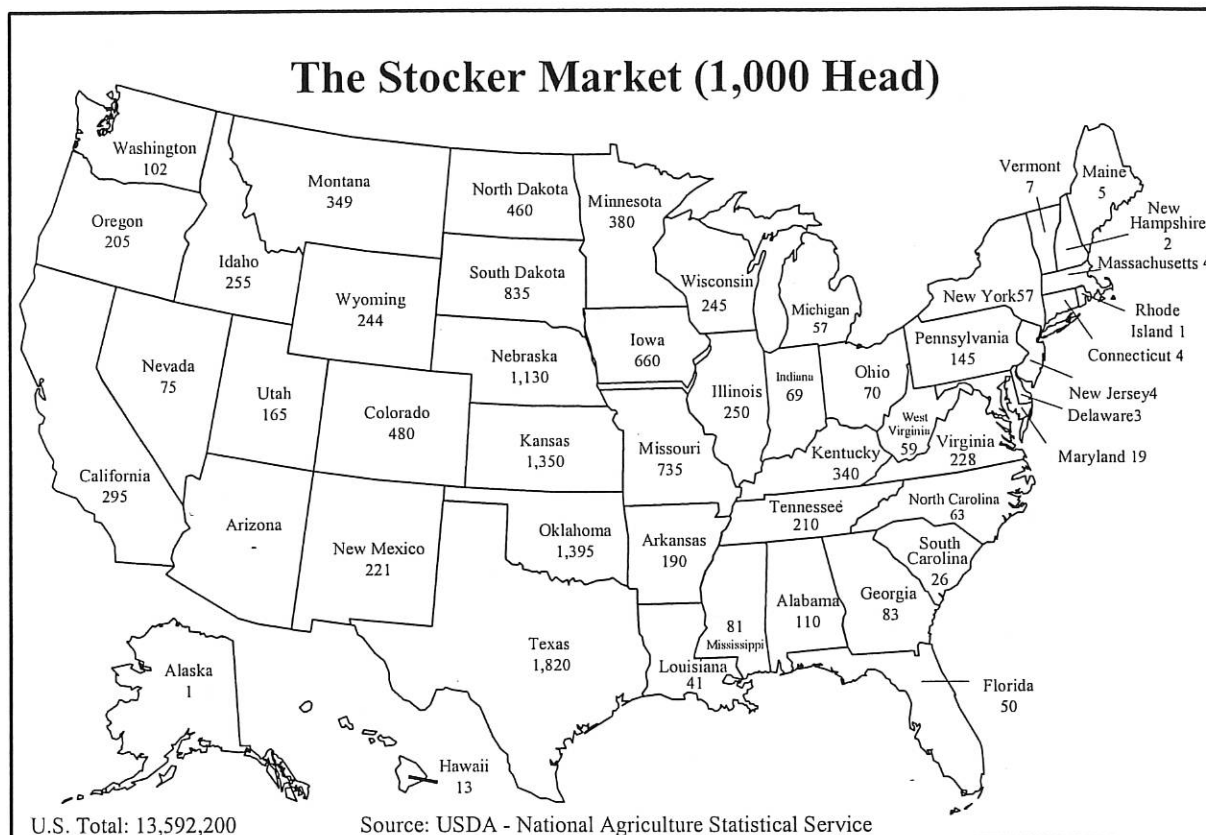 The Stocker Market (1,000 Head)
Washington
102
Oregon
205
Idaho
255
Montana
349
North Dakota
460
Minnesota
380
Vermont
7
Maine
5
New
Hampshire
2
Massachusetts 4
Rhode
Island 1
Connecticut 4
New York57
South Dakota
835
Wyoming
244
Wisconsin
245
Michigan
57
Nebraska
1,130
Iowa
660
Pennsylvania
145
New Jersey4
Delaware3
Maryland 19
Nevada
75
Utah
165
Colorado
480
Kansas
1,350
Missouri
735
Illinois
250
Indiana
69
Ohio
70
West
Virginia
59
Virginia
228
Kentucky
340
California
295
Arizona
-
New Mexico
221
Oklahoma
1,395
Arkansas
190
Tennessee
210
North Carolina
63
South
Carolina
26
Texas
1,820
Louisiana
41
81
Mississippi
Alabama
110
Georgia
83
Florida
50
Alaska
1
Hawaii
13
U.S. Total: 13,592,200
Source: USDA - National Agriculture Statistical Service